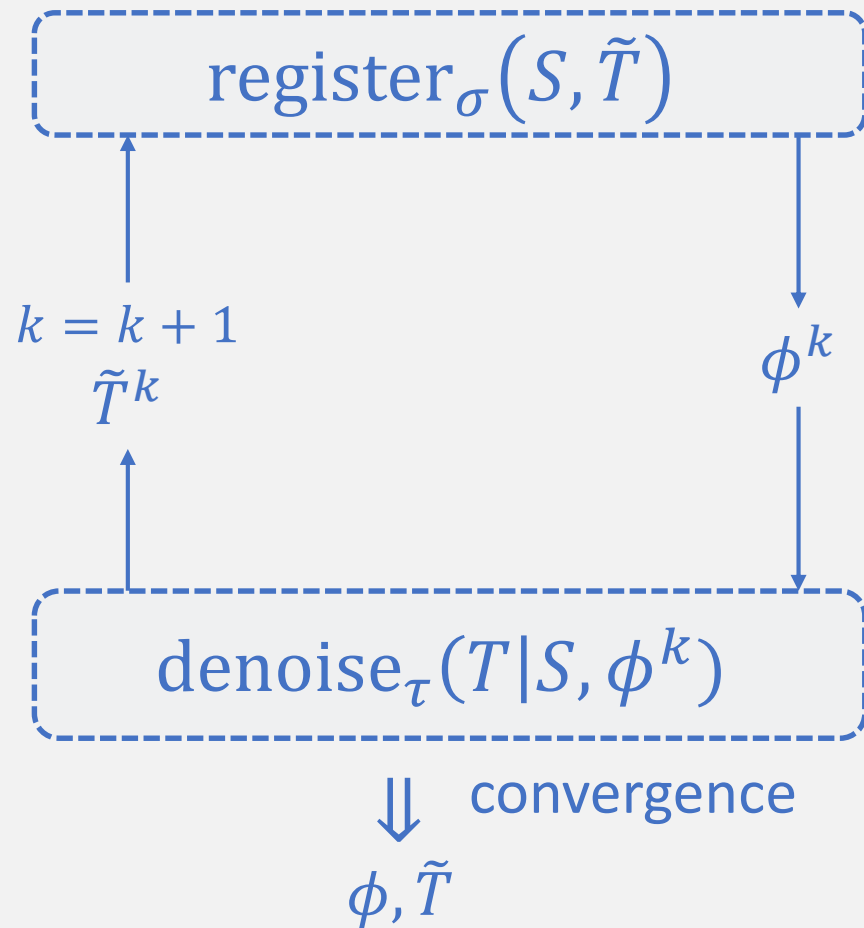 register_σ(S, T̃)
k = k + 1
T̃^k
ϕ^k
denoise_τ(T|S, ϕ^k)
⇓ convergence
ϕ, T̃